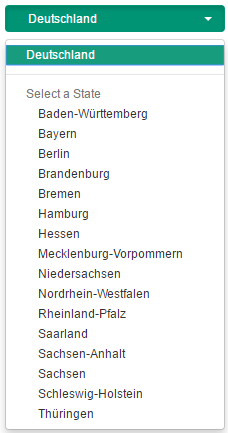 Deutschland
Deutschland
Select a State
Baden-Württemberg
Bayern
Berlin
Brandenburg
Bremen
Hamburg
Hessen
Mecklenburg-Vorpommern
Niedersachsen
Nordrhein-Westfalen
Rheinland-Pfalz
Saarland
Sachsen-Anhalt
Sachsen
Schleswig-Holstein
Thüringen